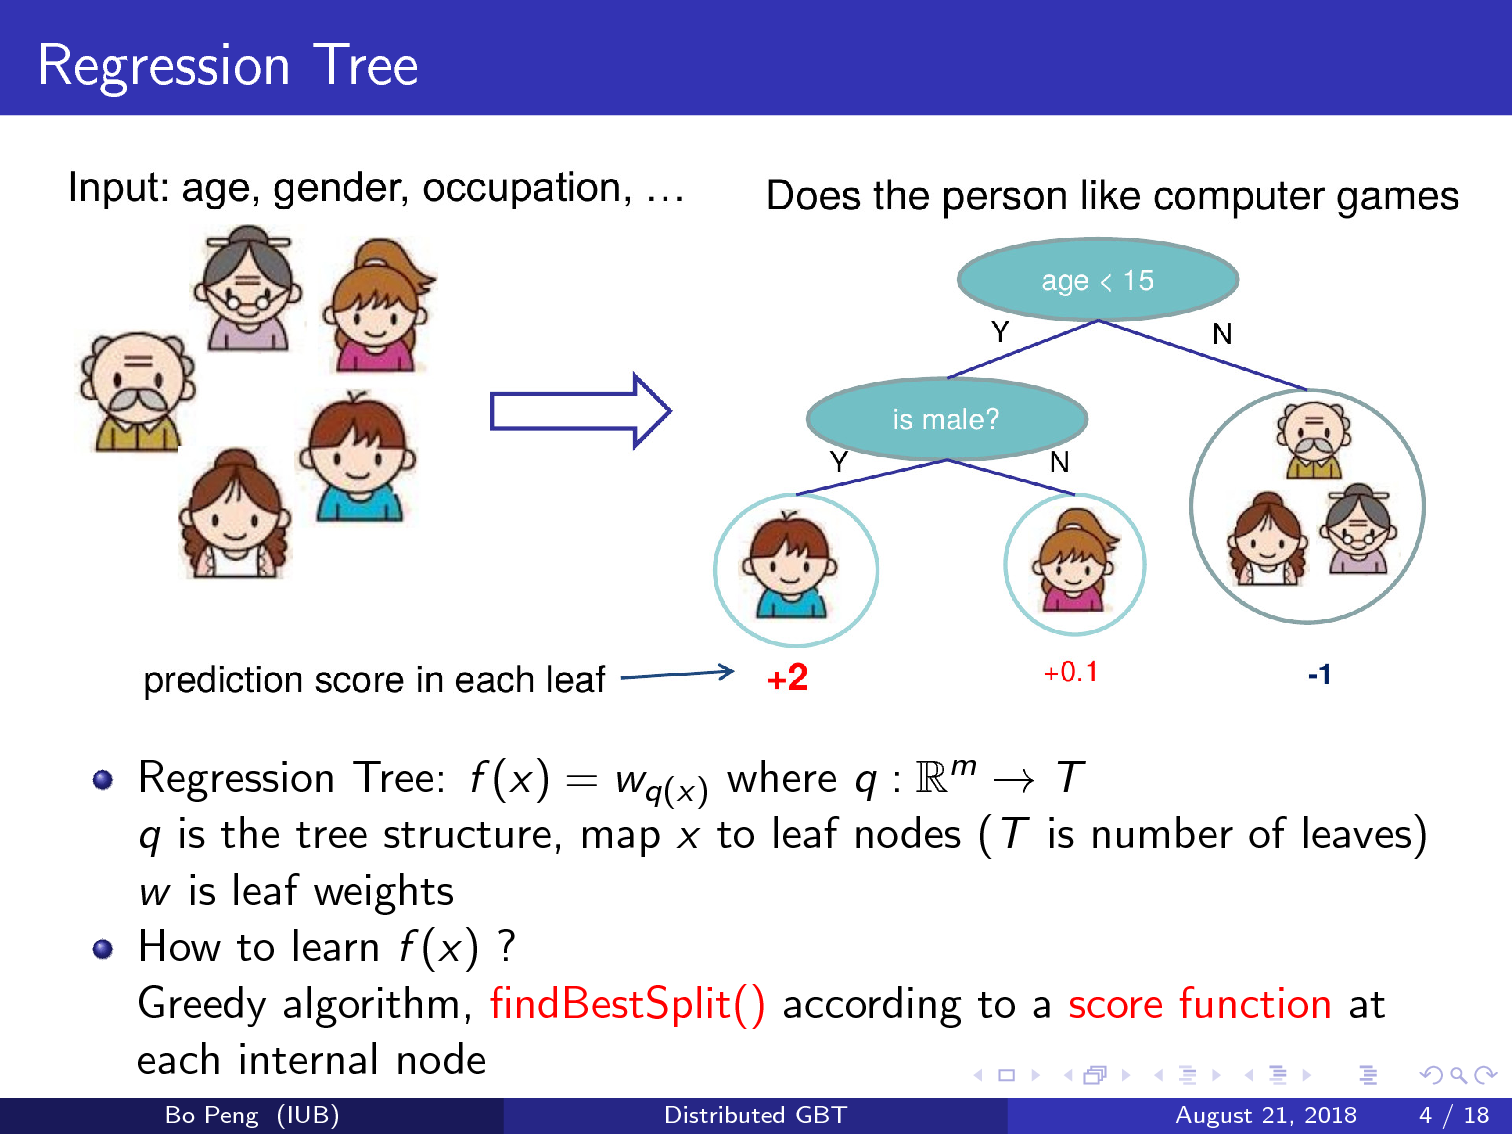 Regression Tree
Input: age, gender, occupation, …
Does the person like computer games
age < 15
Y
N
is male?
Y
N
prediction score in each leaf
+2
+0.1
-1
Regression Tree: f(x) = w_{q(x)} where q : ℝ^m → T
q is the tree structure, map x to leaf nodes (T is number of leaves)
w is leaf weights
How to learn f(x) ?
Greedy algorithm, findBestSplit() according to a score function at
each internal node
Bo Peng (IUB)
Distributed GBT
August 21, 2018
4 / 18